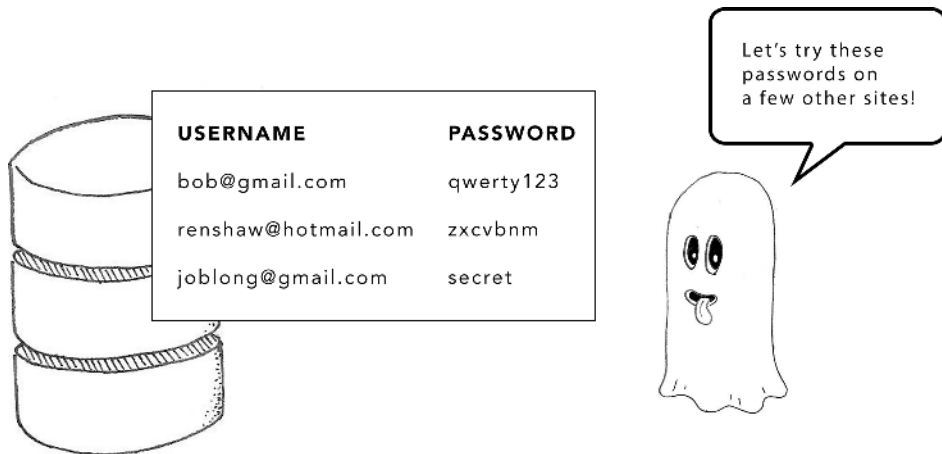 Let's try these
passwords on
a few other sites!
USERNAME PASSWORD
bob@gmail.com qwerty123
renshaw@hotmail.com zxcvbnm
joblong@gmail.com secret